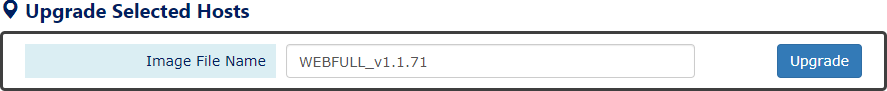 Upgrade Selected Hosts
Image File Name WEBFULL_v1.1.71 Upgrade